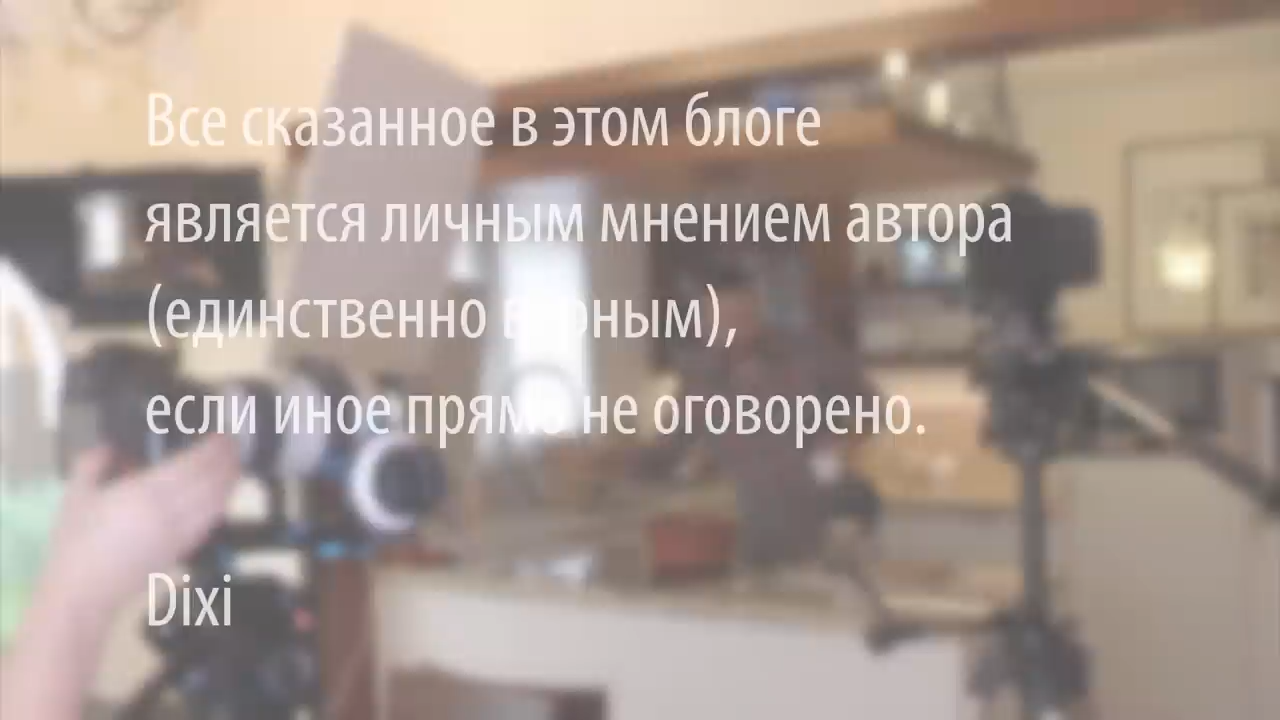 Все сказанное в этом блоге
является личным мнением автора
(единственно верным),
если иное прямо не оговорено.
Dixi